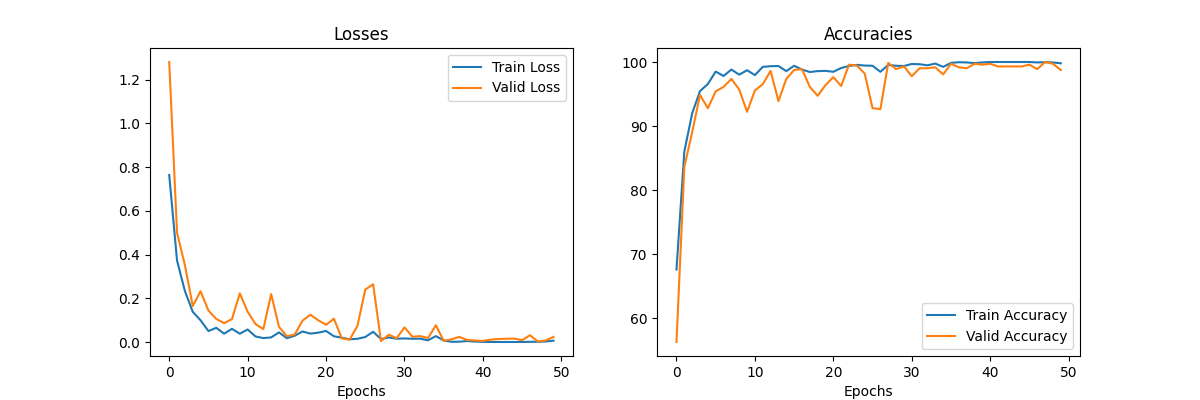 Losses
Train Loss
Valid Loss
1.2
1.0
0.8
0.6
0.4
0.2
0.0
0 10 20 30 40 50
Epochs
Accuracies
100
90
80
70
60
Train Accuracy
Valid Accuracy
0 10 20 30 40 50
Epochs